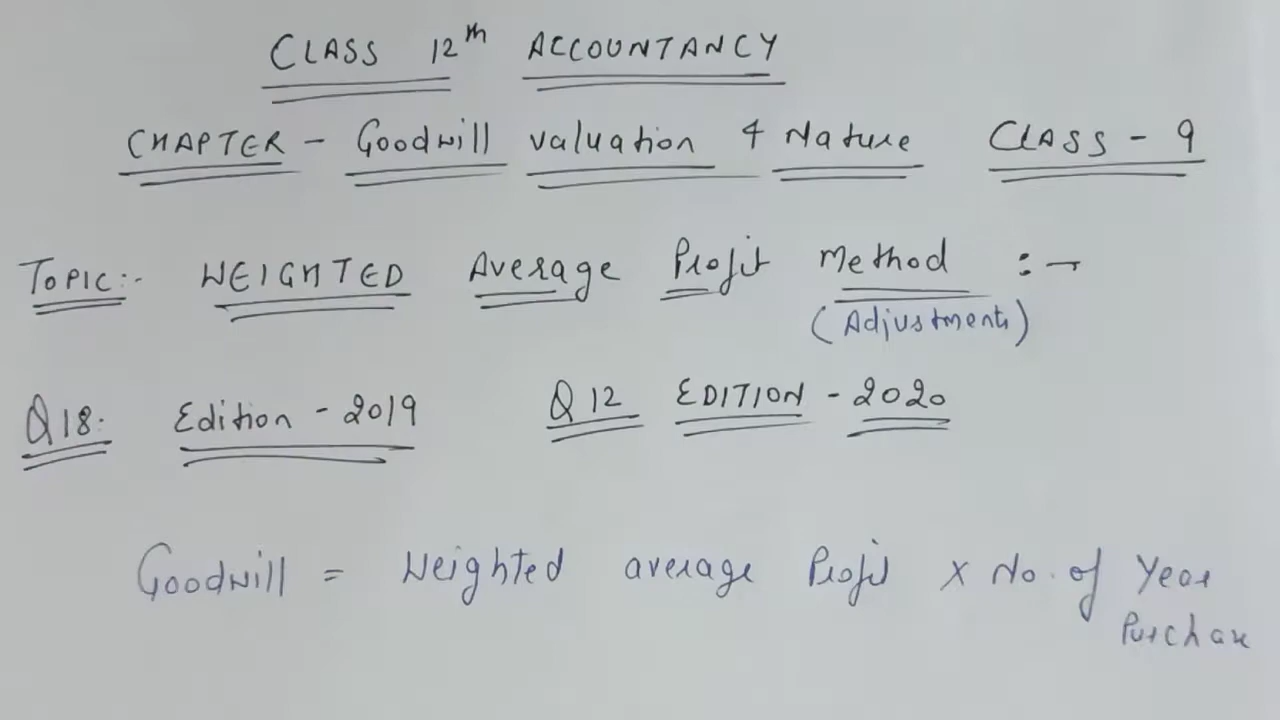 CLASS 12th ACCOUNTANCY
CHAPTER - Goodwill valuation & Nature CLASS - 9
TOPIC:- WEIGHTED Average Profit Method :-
(Adjustments)
Q18: Edition - 2019 Q12 EDITION - 2020
Goodwill = Weighted average Profit × No. of Year
Purchase